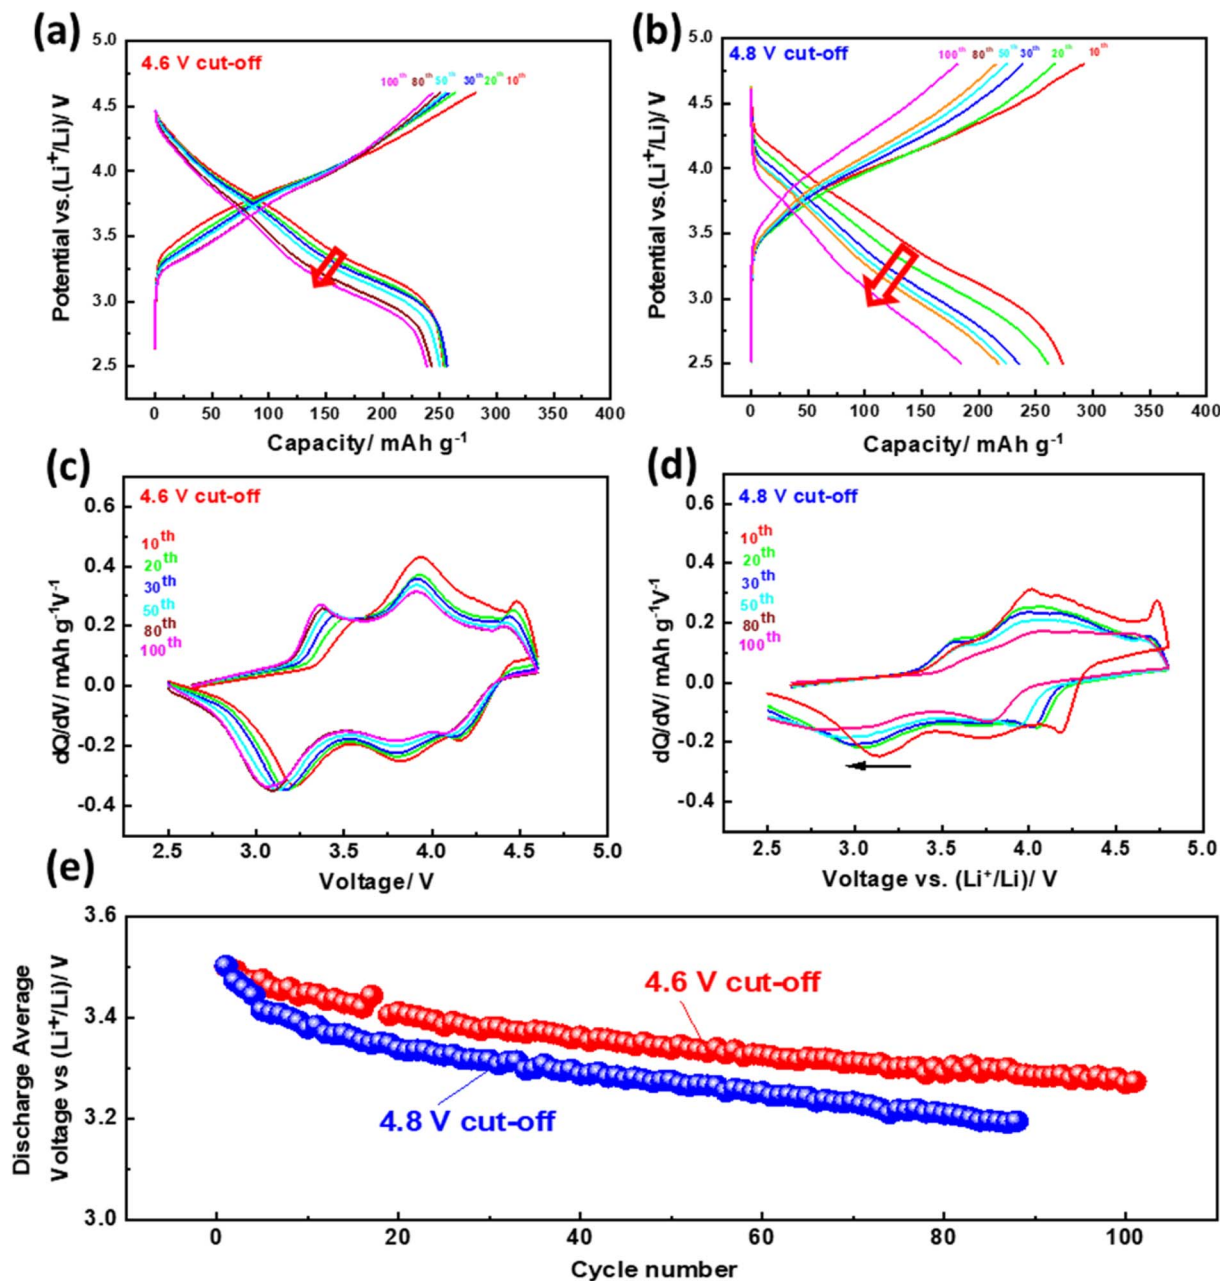 (a)
4.6 V cut-off
100th 80th 50th 30th 20th 10th
Potential vs.(Li⁺/Li)/ V
5.0
4.5
4.0
3.5
3.0
2.5
0 50 100 150 200 250 300 350 400
Capacity/ mAh g⁻¹
(b)
4.8 V cut-off
100th 80th 50th 30th 20th 10th
Potential vs.(Li⁺/Li)/ V
5.0
4.5
4.0
3.5
3.0
2.5
0 50 100 150 200 250 300 350 400
Capacity/ mAh g⁻¹
(c)
4.6 V cut-off
10th
20th
30th
50th
80th
100th
dQ/dV/ mAh g⁻¹V⁻¹
0.6
0.4
0.2
0.0
-0.2
-0.4
2.5 3.0 3.5 4.0 4.5 5.0
Voltage/ V
(d)
4.8 V cut-off
10th
20th
30th
50th
80th
100th
dQ/dV/ mAh g⁻¹V⁻¹
0.6
0.4
0.2
0.0
-0.2
-0.4
2.5 3.0 3.5 4.0 4.5 5.0
Voltage vs. (Li⁺/Li)/ V
(e)
Discharge Average
Voltage vs (Li⁺/Li)/ V
3.6
3.4
3.2
3.0
4.6 V cut-off
4.8 V cut-off
0 20 40 60 80 100
Cycle number